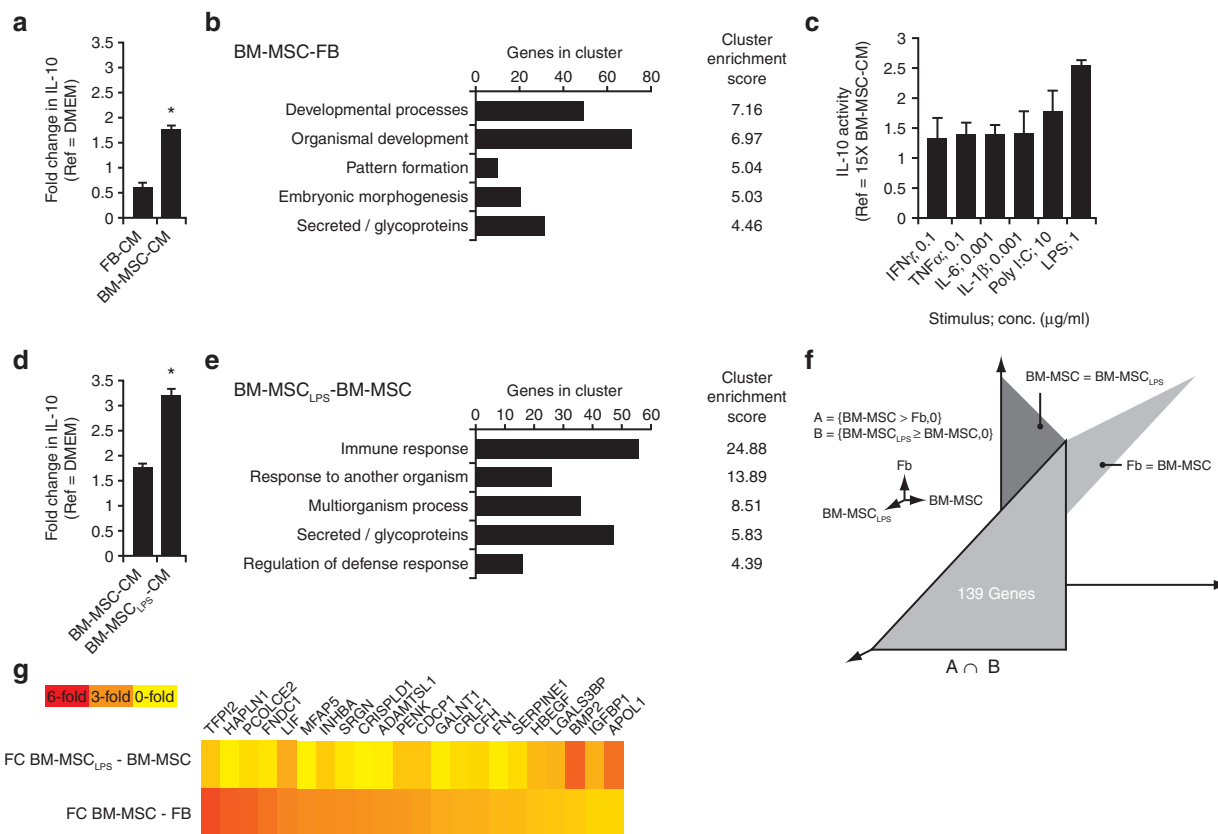 a
Fold change in IL-10
(Ref = DMEM)
3.5
3
2.5
2
1.5
1
0.5
0
*
FB-CM
BM-MSC-CM
b
BM-MSC-FB
Genes in cluster
0 20 40 60 80
Cluster
enrichment
score
Developmental processes 7.16
Organismal development 6.97
Pattern formation 5.04
Embryonic morphogenesis 5.03
Secreted / glycoproteins 4.46
c
IL-10 activity
(Ref = 15X BM-MSC-CM)
3
2.5
2
1.5
1
0.5
0
IFNγ; 0.1
TNFα; 0.1
IL-6; 0.001
IL-1β; 0.001
Poly I:C; 10
LPS; 1
Stimulus; conc. (μg/ml)
d
Fold change in IL-10
(Ref = DMEM)
3.5
3
2.5
2
1.5
1
0.5
0
*
BM-MSC-CM
BM-MSCLPS-CM
e
BM-MSCLPS-BM-MSC
Genes in cluster
0 10 20 30 40 50 60
Cluster
enrichment
score
Immune response 24.88
Response to another organism 13.89
Multiorganism process 8.51
Secreted / glycoproteins 5.83
Regulation of defense response 4.39
f
BM-MSC = BM-MSCLPS
A = {BM-MSC > Fb,0}
B = {BM-MSCLPS ≥ BM-MSC,0}
Fb
BM-MSC
BM-MSCLPS
Fb = BM-MSC
139 Genes
A ∩ B
g
6-fold 3-fold 0-fold
TFPI2
HAPLN1
PCOLCE2
FNDC1
LIF
MFAP5
INHBA
SRGN
CRISPLD1
ADAMTSL1
PENK
CDCP1
GALNT1
CRLF1
CFH
FN1
SERPINE1
HBEGF
LGALS3BP
BMP2
IGFBP1
APOL1
FC BM-MSCLPS - BM-MSC
FC BM-MSC - FB